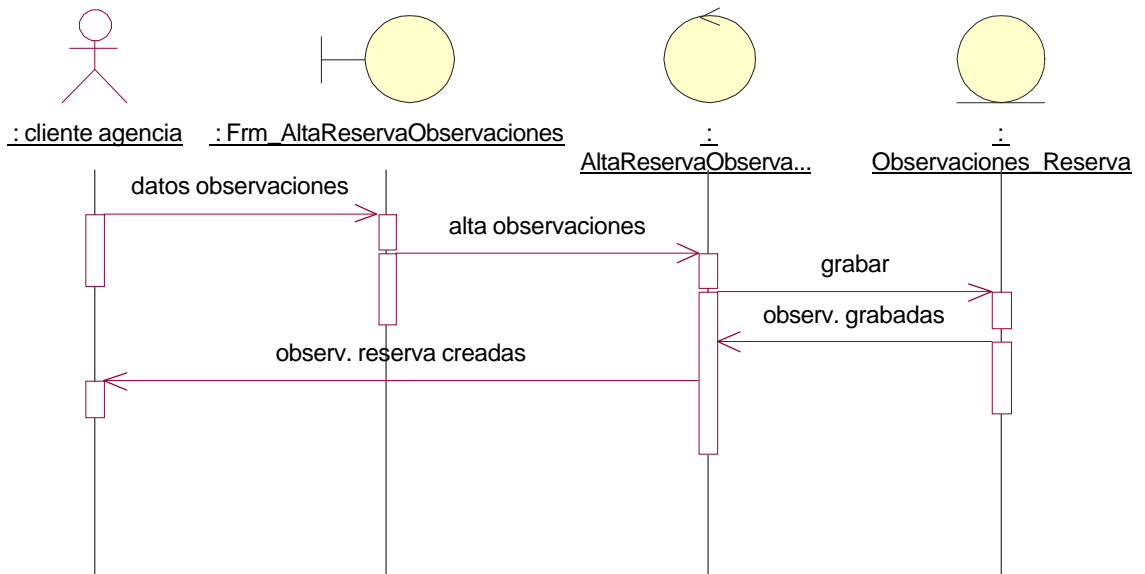 : cliente agencia
: Frm_AltaReservaObservaciones
:
AltaReservaObserva...
:
Observaciones_Reserva
datos observaciones
alta observaciones
grabar
observ. grabadas
observ. reserva creadas